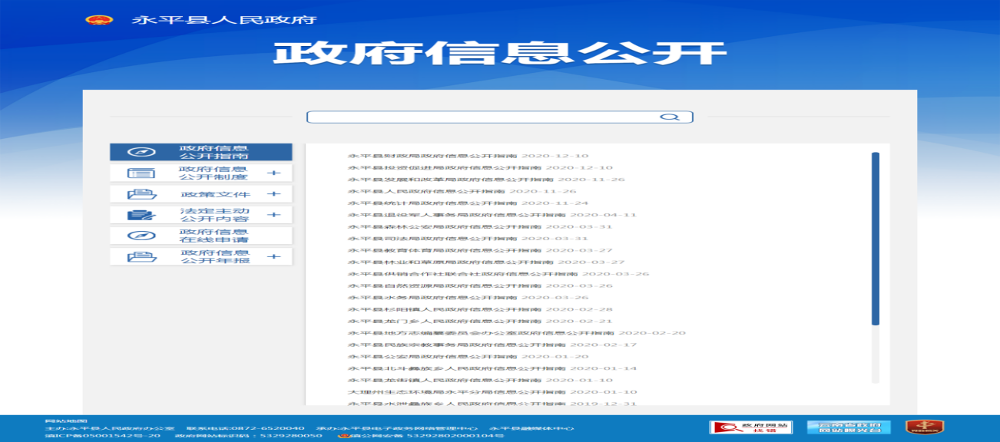 永平县人民政府
政府信息公开
政府信息
公开指南
政府信息
公开制度
+
政策文件
+
法定主动
公开内容
+
政府信息
在线申请
政府信息
公开年报
+
永平县财政局政府信息公开指南 2020-12-10
永平县投资促进局政府信息公开指南 2020-12-10
永平县发展和改革局政府信息公开指南 2020-11-26
永平县人民政府信息公开指南 2020-11-26
永平县统计局政府信息公开指南 2020-11-24
永平县退役军人事务局政府信息公开指南 2020-04-11
永平县森林公安局政府信息公开指南 2020-03-31
永平县司法局政府信息公开指南 2020-03-31
永平县教育体育局政府信息公开指南 2020-03-27
永平县林业和草原局政府信息公开指南 2020-03-27
永平县供销合作社联合社政府信息公开指南 2020-03-26
永平县自然资源局政府信息公开指南 2020-03-26
永平县水务局政府信息公开指南 2020-03-26
永平县杉阳镇人民政府信息公开指南 2020-02-28
永平县龙门乡人民政府信息公开指南 2020-02-21
永平县地方志编纂委员会办公室政府信息公开指南 2020-02-20
永平县民族宗教事务局政府信息公开指南 2020-02-17
永平县公安局政府信息公开指南 2020-01-20
永平县北斗彝族乡人民政府信息公开指南 2020-01-14
永平县龙街镇人民政府信息公开指南 2020-01-10
大理州生态环境局永平分局信息公开指南 2020-01-10
永平县水泄彝族乡人民政府信息公开指南 2019-12-31
网站地图
主办:永平县人民政府办公室 联系电话:0872-6520040 承办:永平县电子政务网络管理中心 永平县融媒体中心
滇ICP备05001542号-20 政府网站标识码：5329280050 滇公网安备 53292802000104号
政府网站
找错
云南省政府
网站曝光台